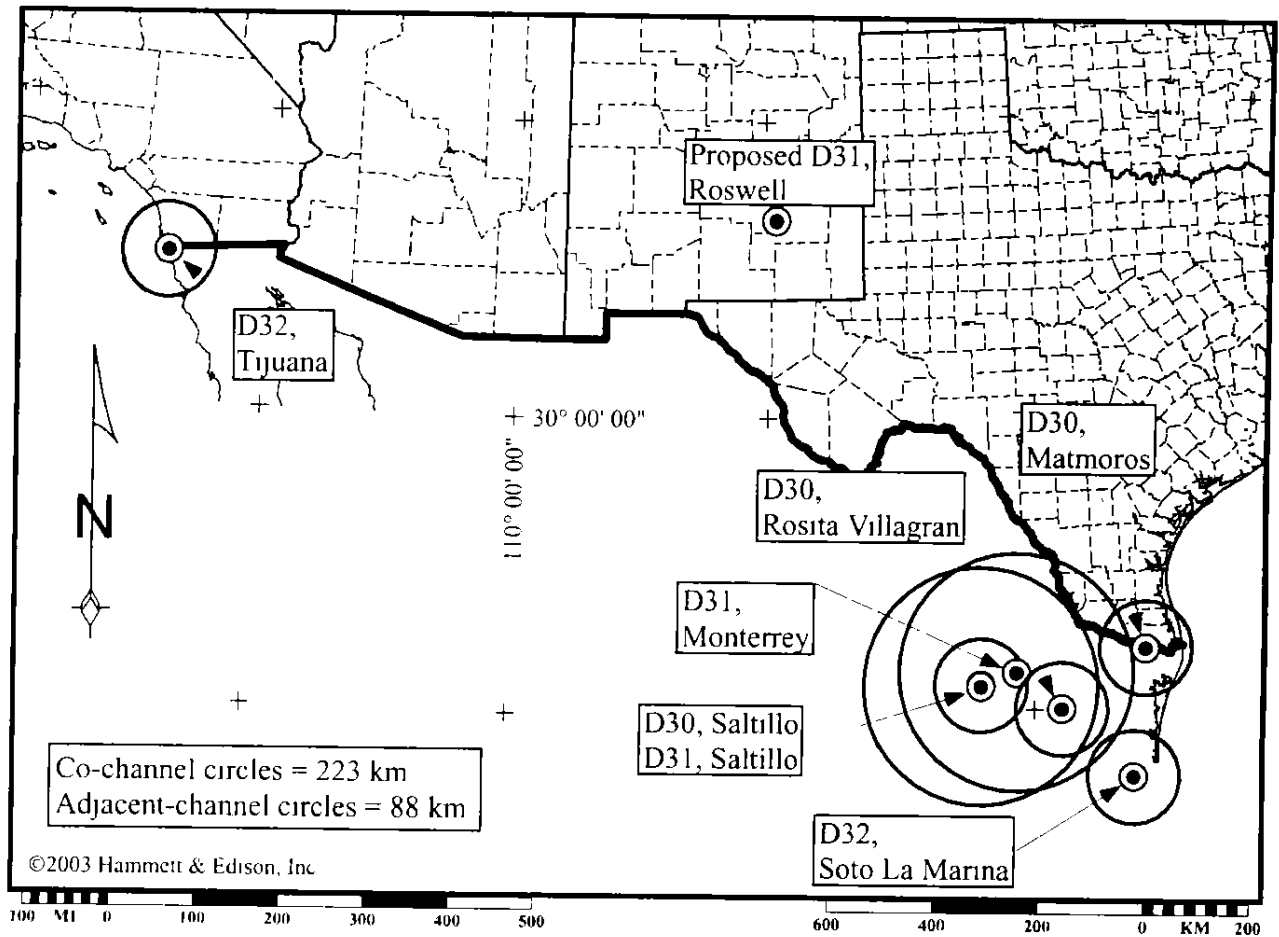 Proposed D31,
Roswell
D32,
Tijuana
30° 00' 00"
110° 00' 00"
N
D30,
Matmoros
D30,
Rosita Villagran
D31,
Monterrey
D30, Saltillo
D31, Saltillo
D32,
Soto La Marina
Co-channel circles = 223 km
Adjacent-channel circles = 88 km
©2003 Hammett & Edison, Inc
100 MI 0 100 200 300 400 500
600 400 200 0 KM 200